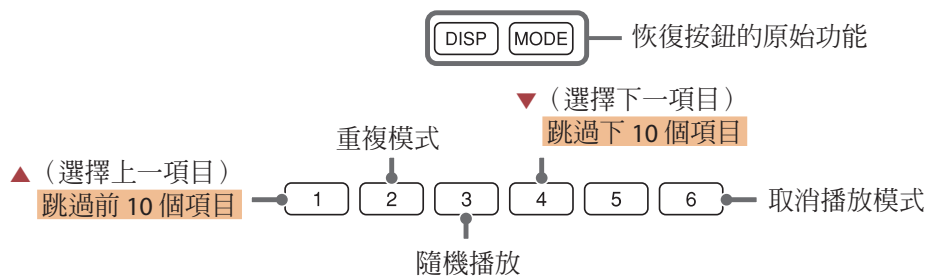 DISP MODE 恢復按鈕的原始功能
▼（選擇下一項目）
跳過下 10 個項目
重複模式
▲（選擇上一項目）
跳過前 10 個項目
1 2 3 4 5 6
取消播放模式
隨機播放